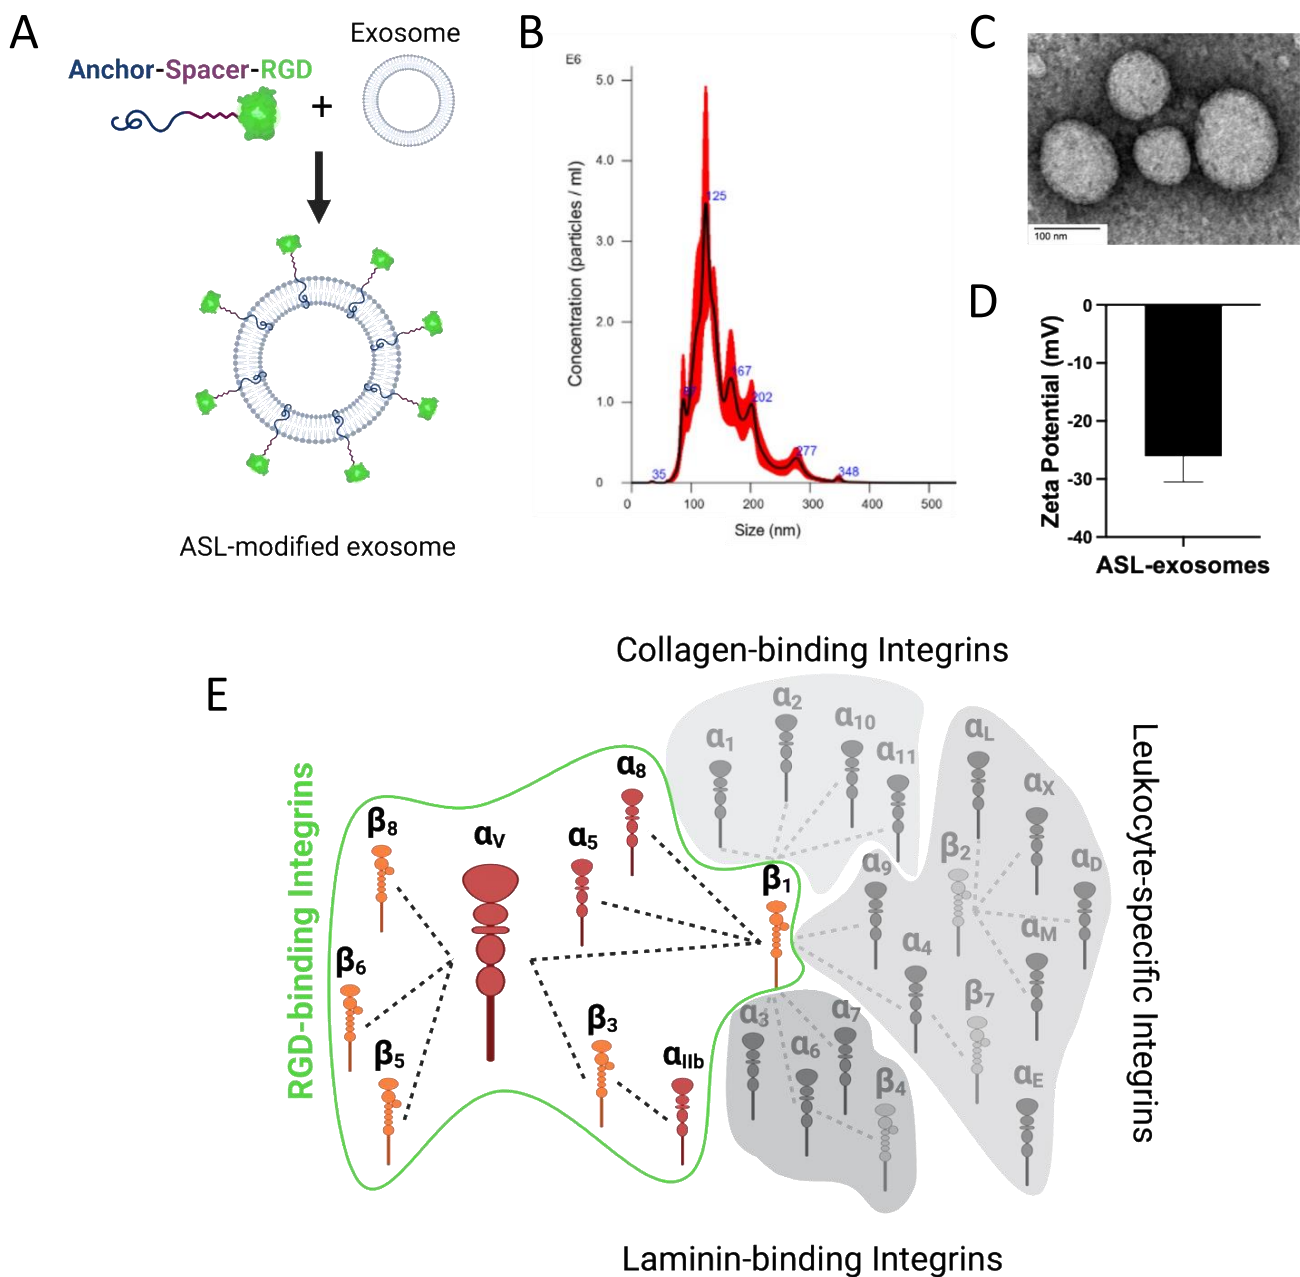 A
Exosome
Anchor-Spacer-RGD
+
ASL-modified exosome
B
E6
5.0
4.0
3.0
2.0
1.0
0
Concentration (particles / ml)
125
167
202
277
348
35
0
100
200
300
400
500
Size (nm)
C
100 nm
D
0
-10
-20
-30
-40
Zeta Potential (mV)
ASL-exosomes
E
Collagen-binding Integrins
RGD-binding Integrins
Leukocyte-specific Integrins
Laminin-binding Integrins
α2
α10
α1
α11
αL
αX
α8
β8
αV
α5
β1
α9
β2
αD
α4
αM
β6
β3
β5
αIIb
α3
α7
α6
β4
β7
αE